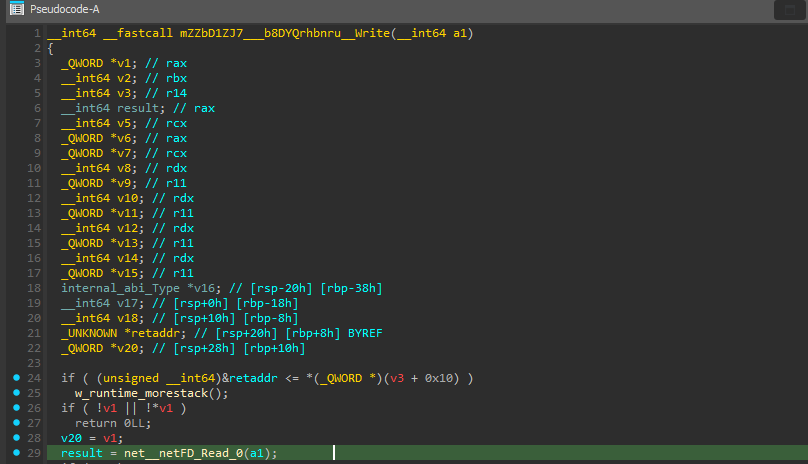 Pseudocode-A
1 __int64 __fastcall mZZbD1ZJ7___b8DYQrhbnru__Write(__int64 a1)
2 {
3 _QWORD *v1; // rax
4 __int64 v2; // rbx
5 __int64 v3; // r14
6 __int64 result; // rax
7 __int64 v5; // rcx
8 _QWORD *v6; // rax
9 _QWORD *v7; // rcx
10 __int64 v8; // rdx
11 _QWORD *v9; // r11
12 __int64 v10; // rdx
13 _QWORD *v11; // r11
14 __int64 v12; // rdx
15 _QWORD *v13; // r11
16 __int64 v14; // rdx
17 _QWORD *v15; // r11
18 internal_abi_Type *v16; // [rsp-20h] [rbp-38h]
19 __int64 v17; // [rsp+0h] [rbp-18h]
20 __int64 v18; // [rsp+10h] [rbp-8h]
21 _UNKNOWN *retaddr; // [rsp+20h] [rbp+8h] BYREF
22 _QWORD *v20; // [rsp+28h] [rbp+10h]
23
24 if ( (unsigned __int64)&retaddr <= *(_QWORD *)(v3 + 0x10) )
25 w_runtime_morestack();
26 if ( !v1 || !*v1 )
27 return 0LL;
28 v20 = v1;
29 result = net__netFD_Read_0(a1);